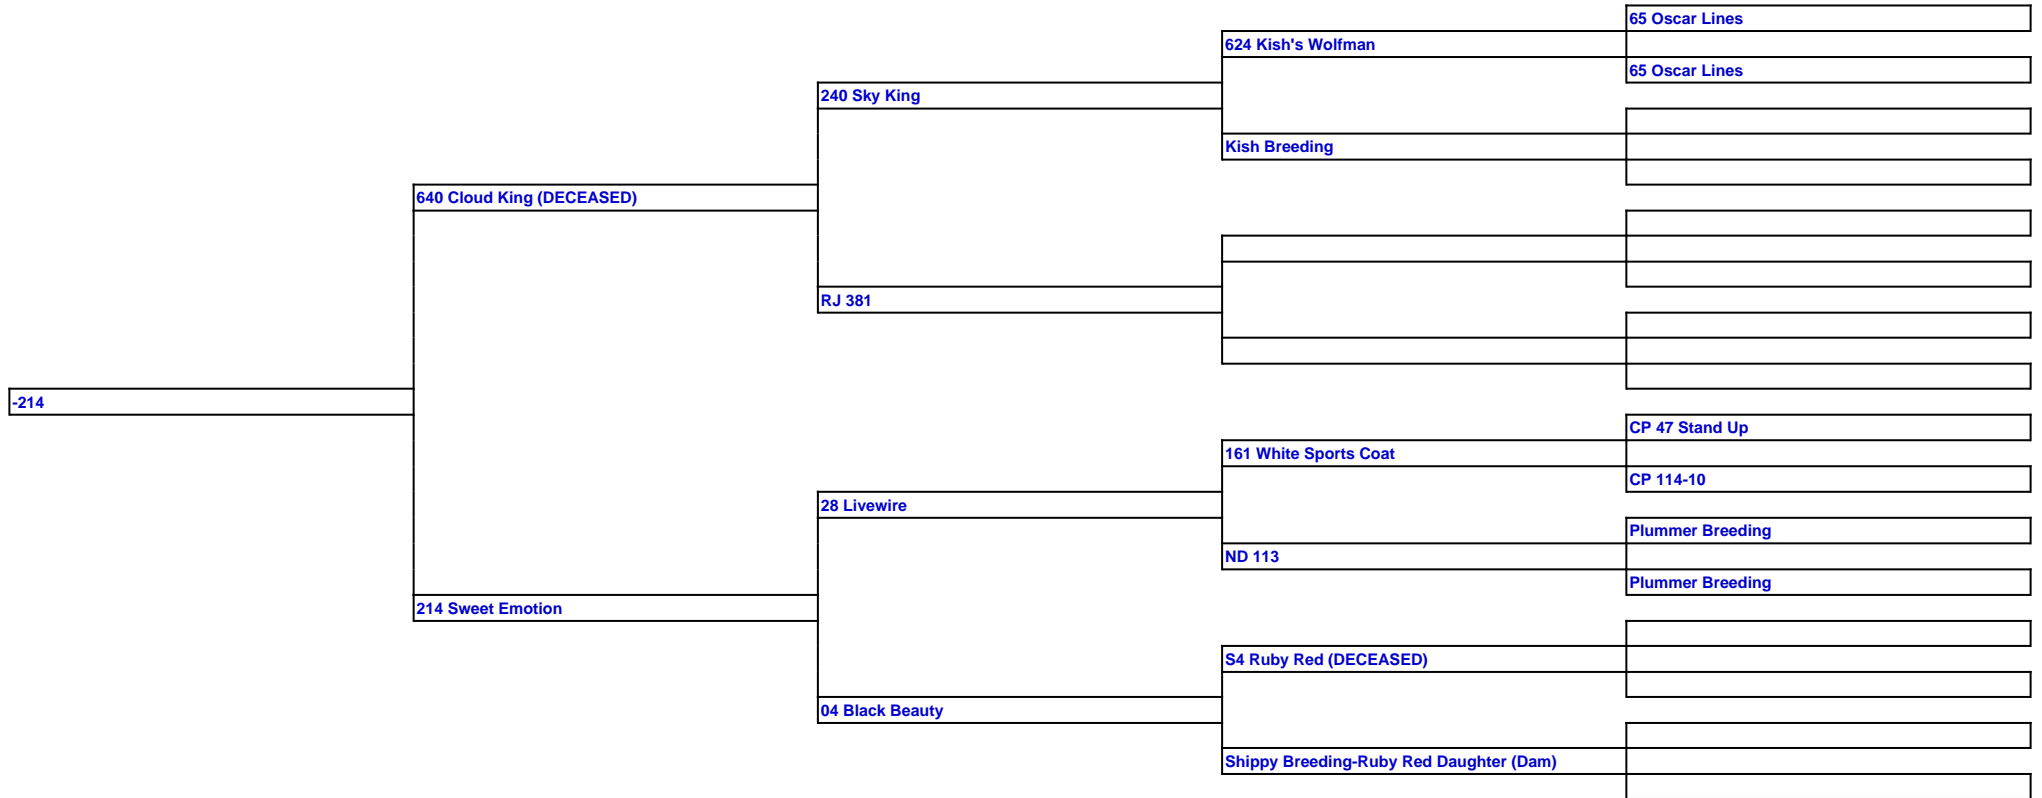 65 Oscar Lines
624 Kish's Wolfman
65 Oscar Lines
240 Sky King
Kish Breeding
640 Cloud King (DECEASED)
RJ 381
-214
CP 47 Stand Up
161 White Sports Coat
CP 114-10
28 Livewire
Plummer Breeding
ND 113
Plummer Breeding
214 Sweet Emotion
S4 Ruby Red (DECEASED)
04 Black Beauty
Shippy Breeding-Ruby Red Daughter (Dam)